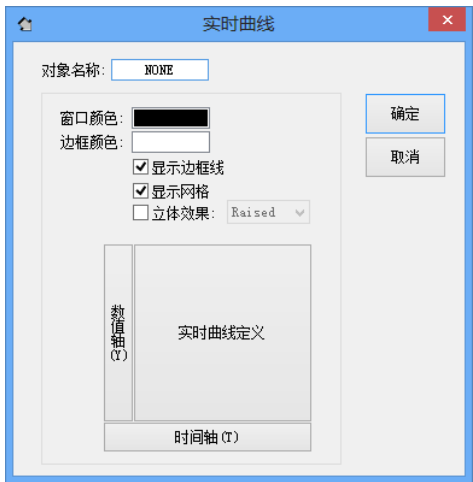 实时曲线
对象名称: NONE
窗口颜色:
边框颜色:
显示边框线
显示网格
立体效果: Raised
确定
取消
数值轴(Y)
实时曲线定义
时间轴(T)